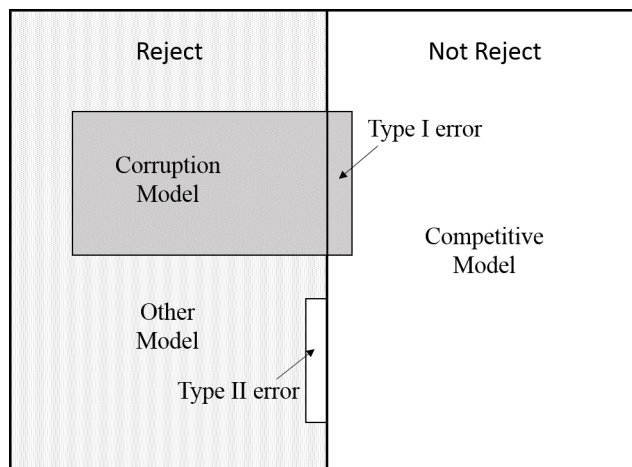 Reject
Not Reject
Type I error
Corruption
Model
Competitive
Model
Other
Model
Type II error